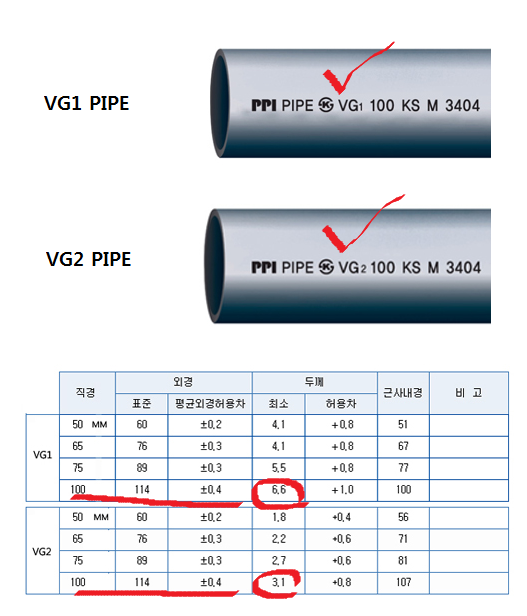 VG1 PIPE
PPI PIPE VG1 100 KS M 3404
VG2 PIPE
PPI PIPE VG2 100 KS M 3404
직경 외경 두께 근사내경 비 고
표준 평균외경허용차 최소 허용차
VG1
50 MM 60 ±0.2 4.1 +0.8 51
65 76 ±0.3 4.1 +0.8 67
75 89 ±0.3 5.5 +0.8 77
100 114 ±0.4 6.6 +1.0 100
VG2
50 MM 60 ±0.2 1.8 +0.4 56
65 76 ±0.3 2.2 +0.6 71
75 89 ±0.3 2.7 +0.6 81
100 114 ±0.4 3.1 +0.8 107